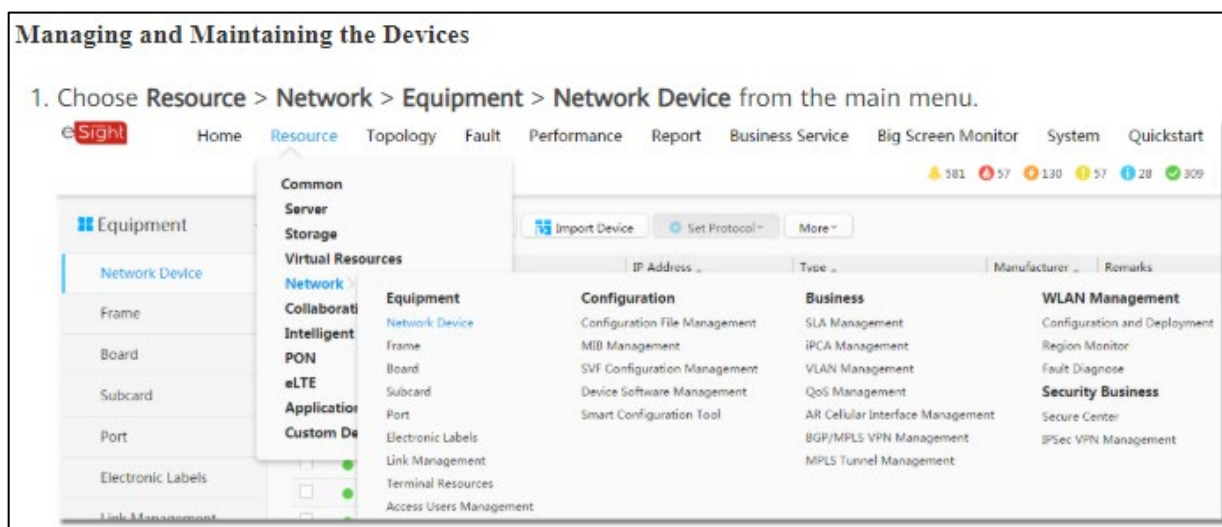 Managing and Maintaining the Devices
1. Choose Resource > Network > Equipment > Network Device from the main menu.
eSight Home Resource Topology Fault Performance Report Business Service Big Screen Monitor System Quickstart
581 57 130 57 28 309
Common
Server
Storage
Virtual Resources
Network >
Collaborati
Intelligent
PON
eLTE
Application
Custom De
Equipment
Network Device
Frame
Board
Subcard
Port
Electronic Labels
Link Management
Import Device Set Protocol More
IP Address Type Manufacturer Remarks
Equipment
Network Device
Frame
Board
Subcard
Port
Electronic Labels
Link Management
Terminal Resources
Access Users Management
Configuration
Configuration File Management
MIB Management
SVF Configuration Management
Device Software Management
Smart Configuration Tool
Business
SLA Management
iPCA Management
VLAN Management
QoS Management
AR Cellular Interface Management
BGP/MPLS VPN Management
MPLS Tunnel Management
WLAN Management
Configuration and Deployment
Region Monitor
Fault Diagnose
Security Business
Secure Center
IPSec VPN Management